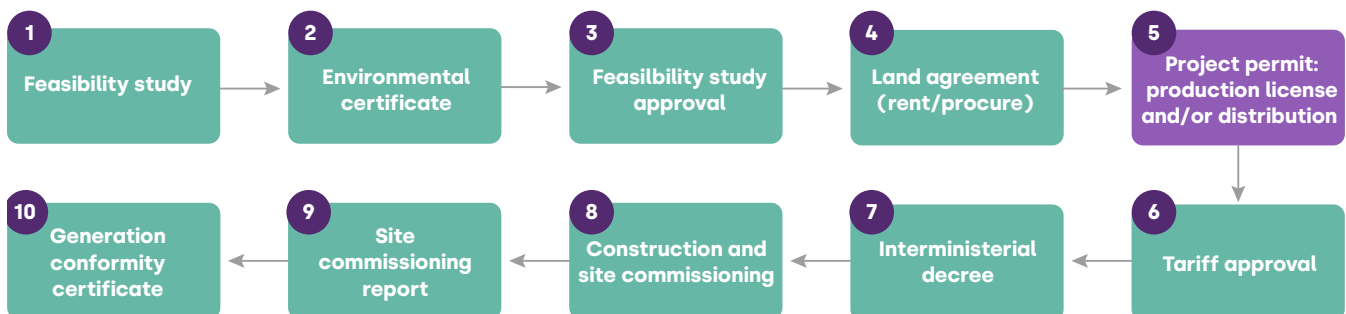 1
Feasibility study
2
Environmental
certificate
3
Feasilbility study
approval
4
Land agreement
(rent/procure)
5
Project permit:
production license
and/or distribution
10
Generation
conformity
certificate
9
Site
commissioning
report
8
Construction and
site commissioning
7
Interministerial
decree
6
Tariff approval